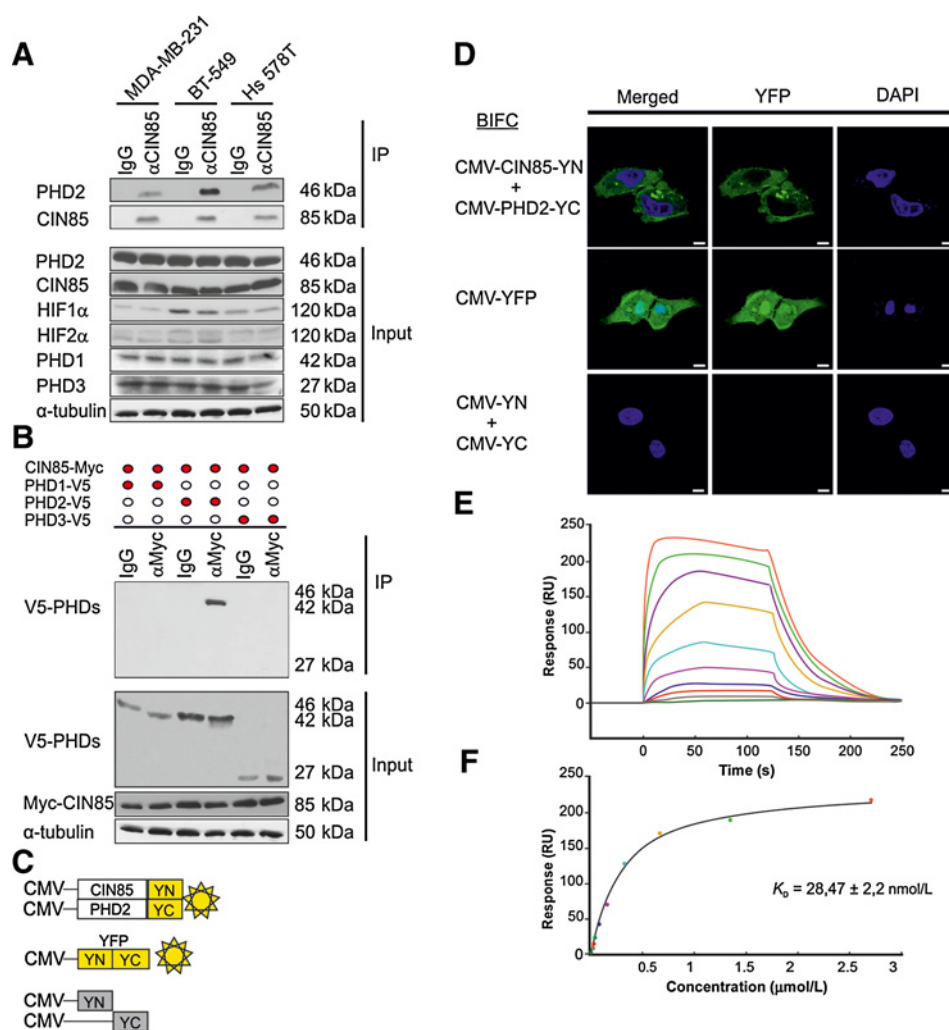 A
MDA-MB-231
BT-549
Hs 578T
IgG
αCIN85
IgG
αCIN85
IgG
αCIN85
IP
PHD2 46 kDa
CIN85 85 kDa
PHD2 46 kDa
CIN85 85 kDa
HIF1α 120 kDa
HIF2α 120 kDa
PHD1 42 kDa
PHD3 27 kDa
α-tubulin 50 kDa
Input
B
CIN85-Myc
PHD1-V5
PHD2-V5
PHD3-V5
IgG
αMyc
IgG
αMyc
IgG
αMyc
IP
V5-PHDs
46 kDa
42 kDa
27 kDa
V5-PHDs
46 kDa
42 kDa
27 kDa
Input
Myc-CIN85 85 kDa
α-tubulin 50 kDa
C
CMV CIN85 YN
CMV PHD2 YC
YFP
CMV YN YC
CMV YN
CMV YC
D
Merged YFP DAPI
BIFC
CMV-CIN85-YN
+
CMV-PHD2-YC
CMV-YFP
CMV-YN
+
CMV-YC
E
Response (RU)
250
200
150
100
50
0
0 50 100 150 200 250
Time (s)
F
Response (RU)
250
200
150
100
50
0
0.5 1 1.5 2 2.5 3
Concentration (μmol/L)
K_D = 28,47 ± 2,2 nmol/L